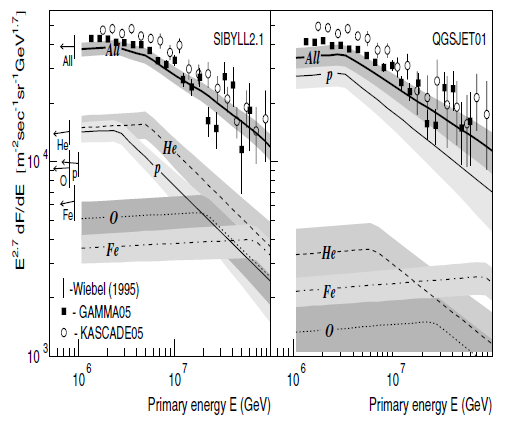 E^2.7 dF/dE [m^-2sec^-1sr^-1GeV^1.7]
10^4
10^3
SIBYLL2.1
All
All
He
He
p
p
O
O
Fe
Fe
-Wiebel (1995)
- GAMMA05
- KASCADE05
10^6
10^7
Primary energy E (GeV)
QGSJET01
All
p
He
Fe
O
10^6
10^7
Primary energy E (GeV)